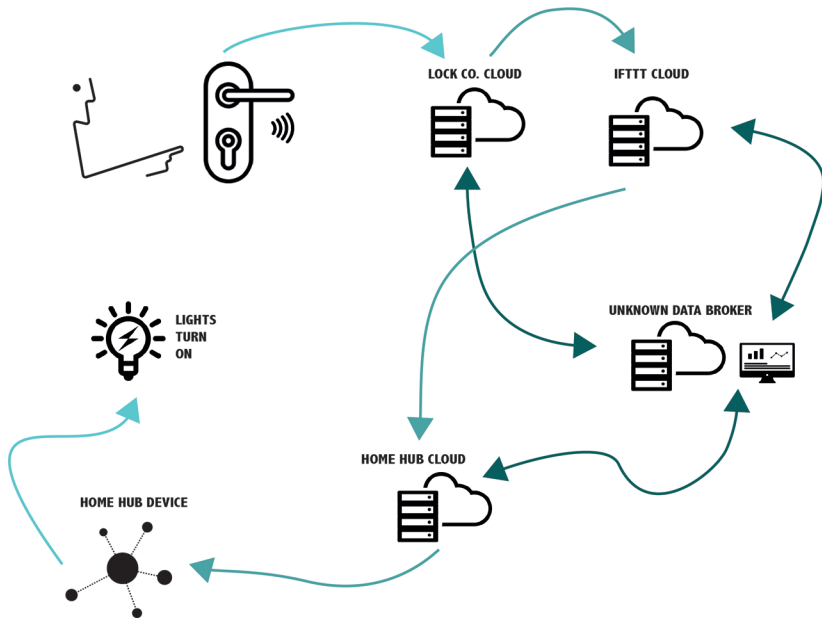 LOCK CO. CLOUD
IFTTT CLOUD
UNKNOWN DATA BROKER
LIGHTS
TURN
ON
HOME HUB CLOUD
HOME HUB DEVICE